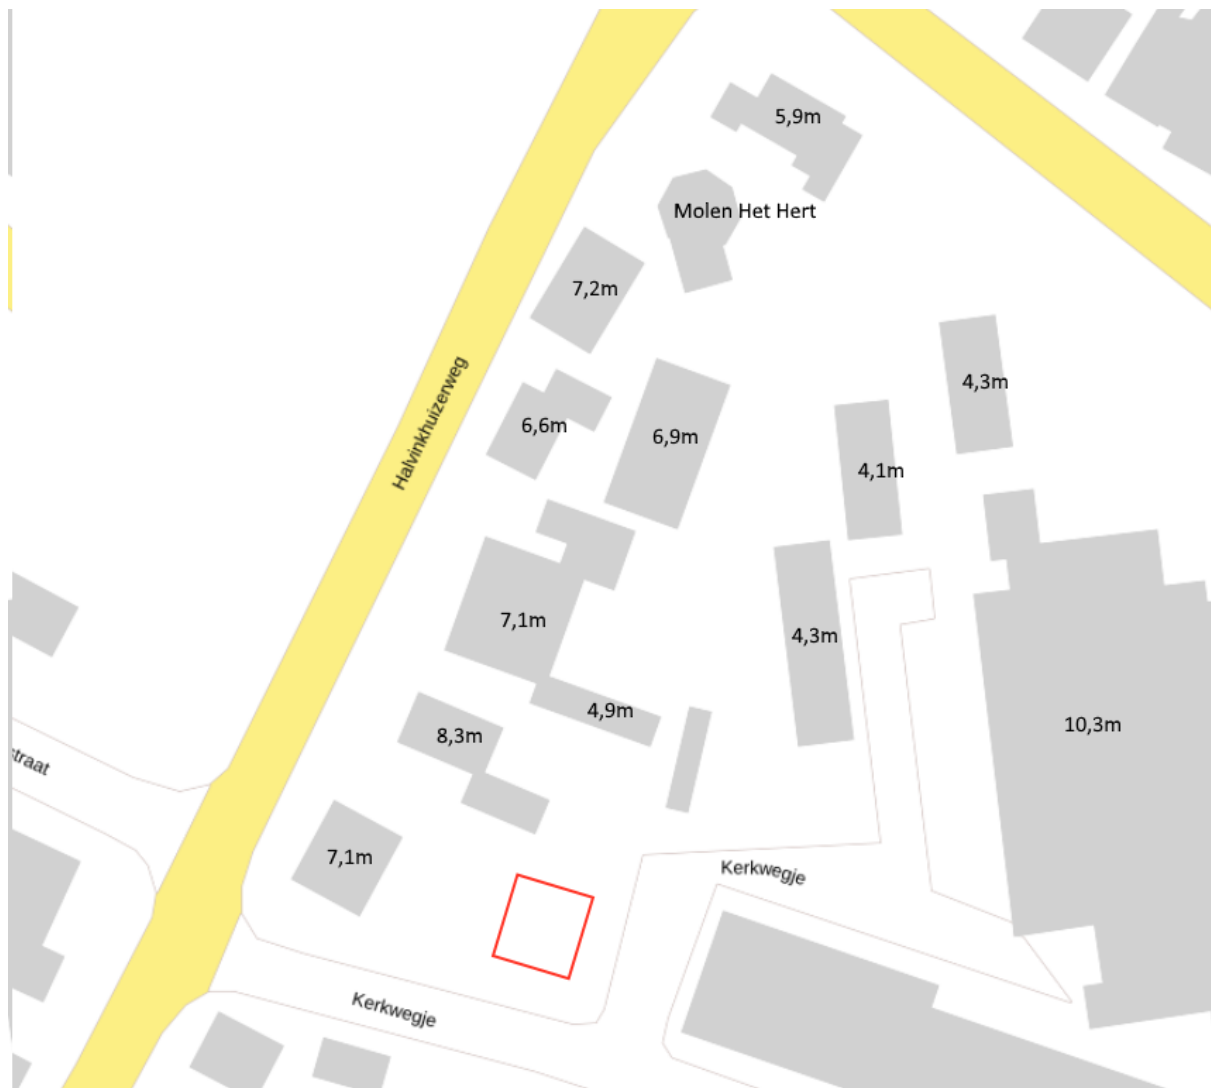 5,9m
Molen Het Hert
7,2m
Halvinkhuizerweg
4,3m
6,6m
6,9m
4,1m
7,1m
4,3m
4,9m
8,3m
10,3m
straat
7,1m
Kerkwegje
Kerkwegje